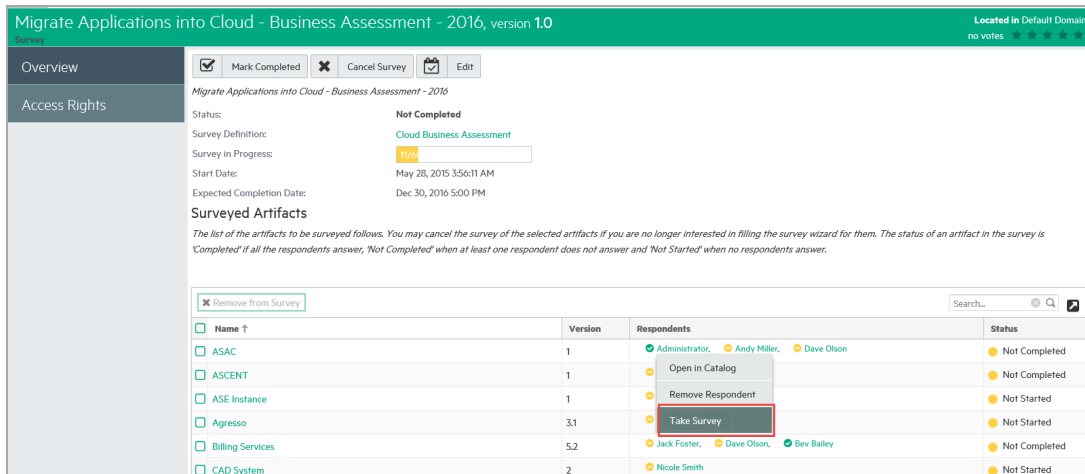 Migrate Applications into Cloud - Business Assessment - 2016, version 1.0
Located in Default Domain
Survey
no votes
Overview
Access Rights
Mark Completed Cancel Survey Edit
Migrate Applications into Cloud - Business Assessment - 2016
Status: Not Completed
Survey Definition: Cloud Business Assessment
Survey in Progress: 11/6
Start Date: May 28, 2015 3:56:11 AM
Expected Completion Date: Dec 30, 2016 5:00 PM
Surveyed Artifacts
The list of the artifacts to be surveyed follows. You may cancel the survey of the selected artifacts if you are no longer interested in filling the survey wizard for them. The status of an artifact in the survey is
'Completed' if all the respondents answer, 'Not Completed' when at least one respondent does not answer and 'Not Started' when no respondents answer.
Remove from Survey Search...
Name ↑ Version Respondents Status
ASAC 1 Administrator, Andy Miller, Dave Olson Not Completed
Open in Catalog
ASCENT 1 Not Completed
Remove Respondent
ASE Instance 1 Not Started
Take Survey
Agresso 3.1 Not Started
Billing Services 5.2 Jack Foster, Dave Olson, Bev Bailey Not Completed
CAD System 2 Nicole Smith Not Started